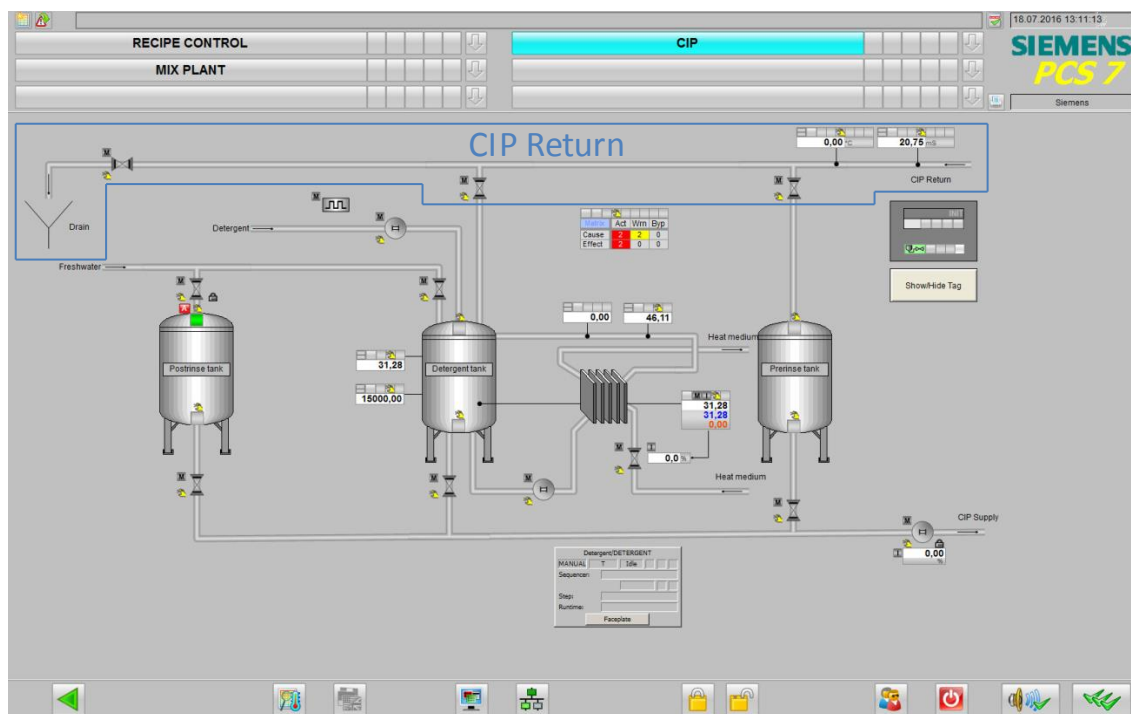 18.07.2016 13:11:13
RECIPE CONTROL
CIP
SIEMENS
MIX PLANT
PCS 7
Siemens
CIP Return
0,00 °C
20,75 mS
M
CIP Return
M
M
M
INIT
Drain
Detergent
M
Matrix Act Wrn Byp
Cause 2 2 0
Effect 2 0 0
Freshwater
M
M
Show/Hide Tag
0,00
46,11
Heat medium
31,28
Postrinse tank
Detergent tank
Prerinse tank
15000,00
M I
31,28
31,28
0,00
M
I
0,0 %
M
M
M
Heat medium
M
CIP Supply
M
I
0,00
%
Detergent/DETERGENT
MANUAL T Idle
Sequencer:
Step:
Runtime:
Faceplate